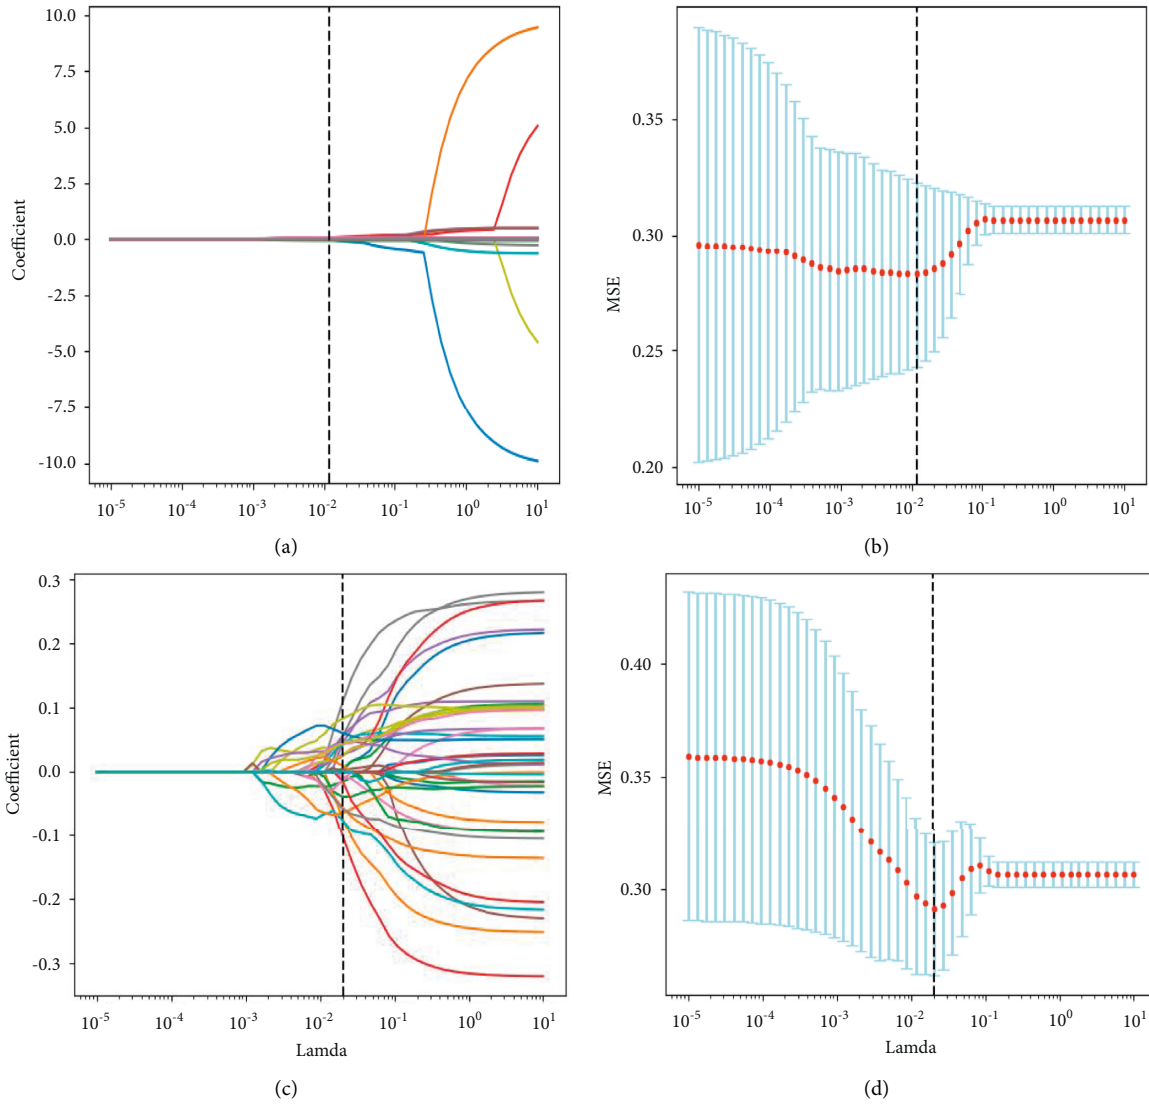 10.0
7.5
5.0
2.5
0.0
-2.5
-5.0
-7.5
-10.0
Coefficient
10⁻⁵ 10⁻⁴ 10⁻³ 10⁻² 10⁻¹ 10⁰ 10¹
(a)
0.35
0.30
0.25
0.20
MSE
10⁻⁵ 10⁻⁴ 10⁻³ 10⁻² 10⁻¹ 10⁰ 10¹
(b)
0.3
0.2
0.1
0.0
-0.1
-0.2
-0.3
Coefficient
10⁻⁵ 10⁻⁴ 10⁻³ 10⁻² 10⁻¹ 10⁰ 10¹
Lamda
(c)
0.40
0.35
0.30
MSE
10⁻⁵ 10⁻⁴ 10⁻³ 10⁻² 10⁻¹ 10⁰ 10¹
Lamda
(d)